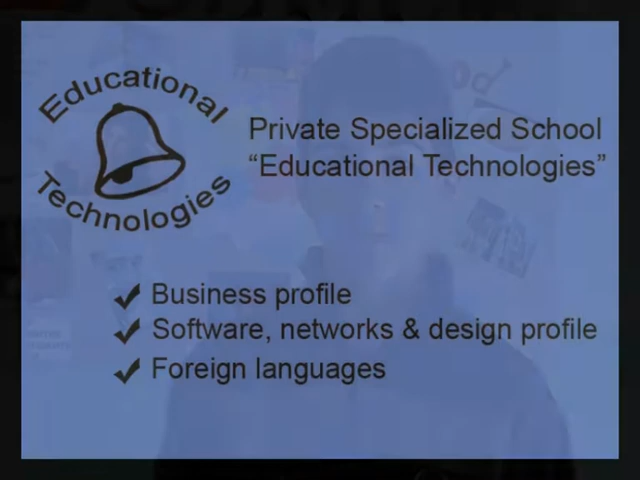 Educational
Technologies
Private Specialized School
“Educational Technologies”
Business profile
Software, networks & design profile
Foreign languages